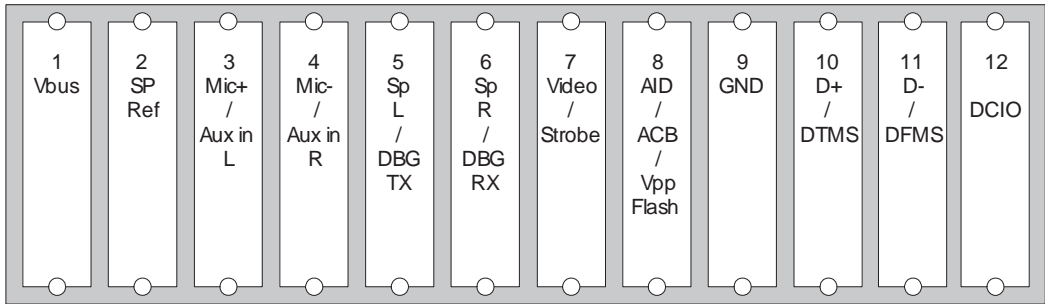 1
Vbus
2
SP
Ref
3
Mic+
/
Aux in
L
4
Mic-
/
Aux in
R
5
Sp
L
/
DBG
TX
6
Sp
R
/
DBG
RX
7
Video
/
Strobe
8
AID
/
ACB
/
Vpp
Flash
9
GND
10
D+
/
DTMS
11
D-
/
DFMS
12
DCIO